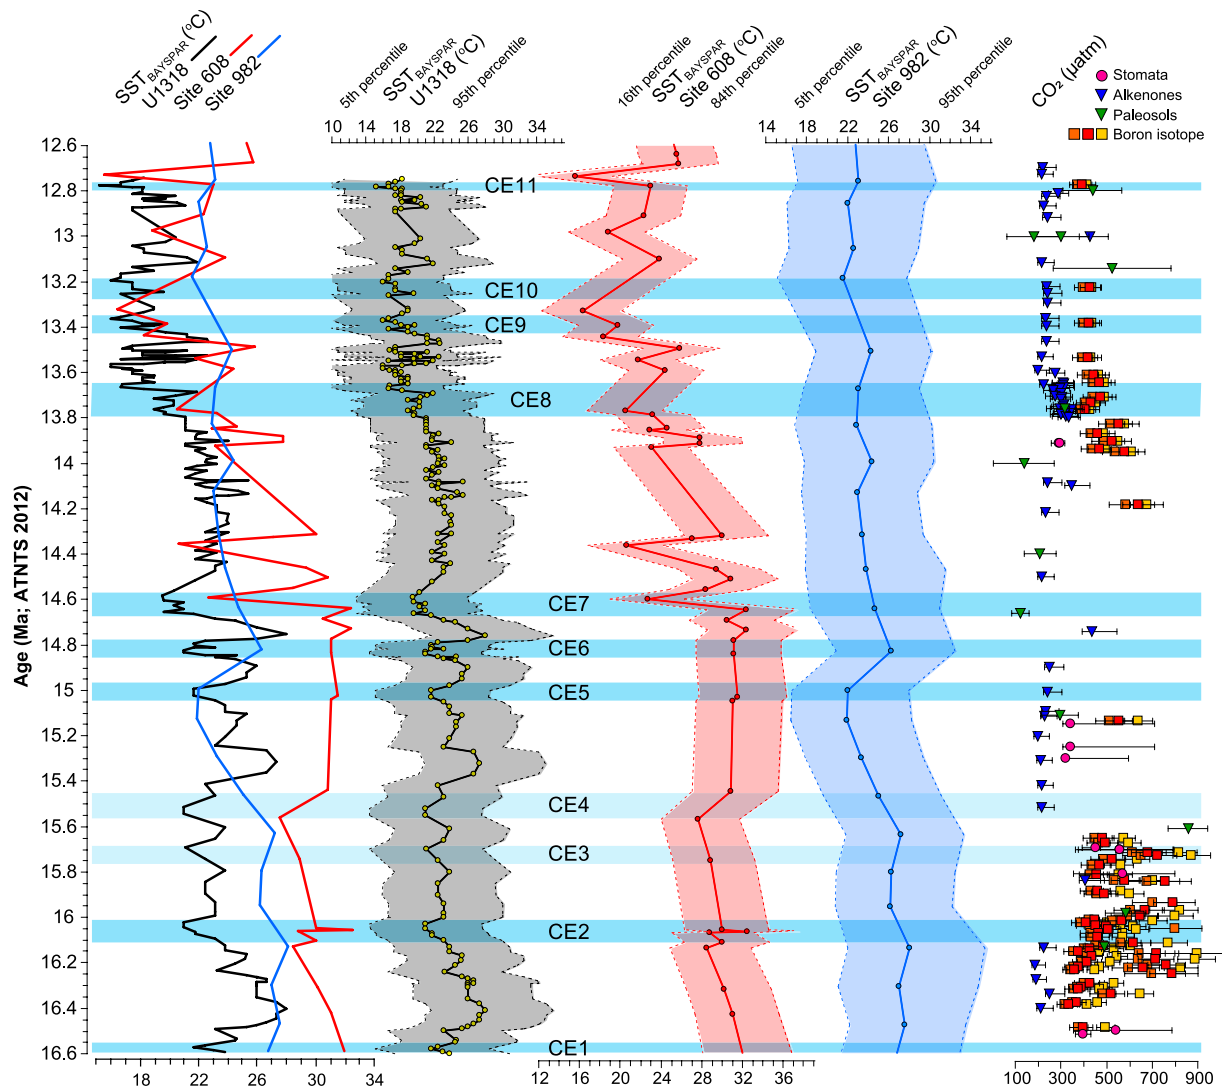 SST BAYSPAR (ºC)
U1318
Site 608
Site 982
5th percentile
SST BAYSPAR
U1318 (ºC)
95th percentile
16th percentile
SST BAYSPAR
Site 608 (ºC)
84th percentile
5th percentile
SST BAYSPAR
Site 982 (ºC)
95th percentile
CO2 (µatm)
Stomata
Alkenones
Paleosols
Boron isotope
10 14 18 22 26 30 34
14 18 22 26 30 34
Age (Ma; ATNTS 2012)
12.6
12.8
13
13.2
13.4
13.6
13.8
14
14.2
14.4
14.6
14.8
15
15.2
15.4
15.6
15.8
16
16.2
16.4
16.6
CE11
CE10
CE9
CE8
CE7
CE6
CE5
CE4
CE3
CE2
CE1
18 22 26 30 34
12 16 20 24 28 32 36
100 300 500 700 900